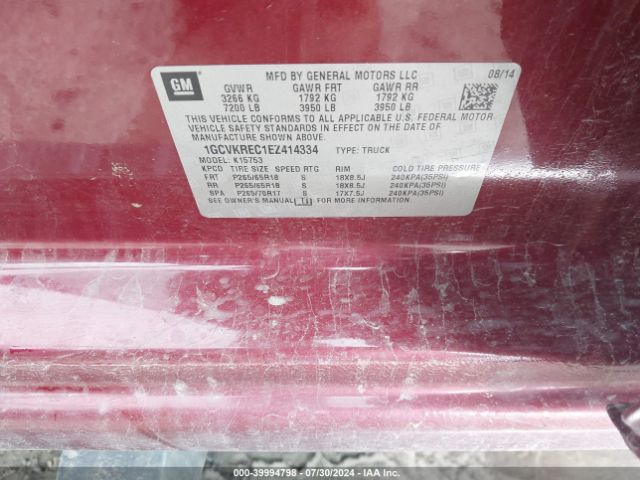 MFD BY GENERAL MOTORS LLC 08/14
GM
GVWR GAWR FRT GAWR RR
3266 KG 1792 KG 1792 KG
7200 LB 3950 LB 3950 LB
THIS VEHICLE CONFORMS TO ALL APPLICABLE U.S. FEDERAL MOTOR
VEHICLE SAFETY, BUMPER, AND THEFT PREVENTION STANDARDS IN
EFFECT ON THE DATE OF MANUFACTURE SHOWN ABOVE.
1GCVKREC1EZ414334 TYPE: TRUCK
MODEL: K15753
KPCD TIRE SIZE SPEED RTG RIM COLD TIRE PRESSURE
FRT P265/65R18 S 18X8.5J 240KPA(35PSI)
RR P265/65R18 S 18X8.5J 240KPA(35PSI)
SPA P265/70R17 S 17X7.5J 240KPA(35PSI)
SEE OWNER'S MANUAL FOR MORE INFORMATION
000-39994798 - 07/30/2024 - IAA Inc.